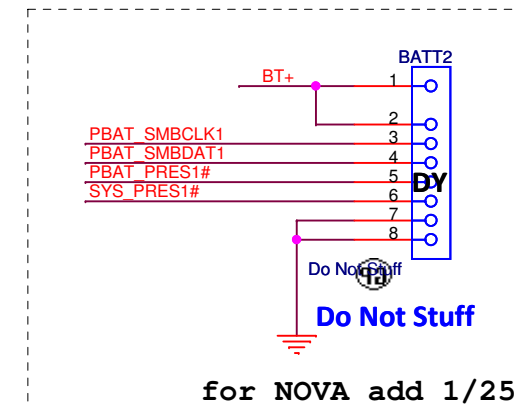 BATT2
BT+
1
2
PBAT_SMBCLK1
3
PBAT_SMBDAT1
4
PBAT_PRES1#
5
DY
SYS_PRES1#
6
7
8
Do Not Stuff
Do Not Stuff
for NOVA add 1/25